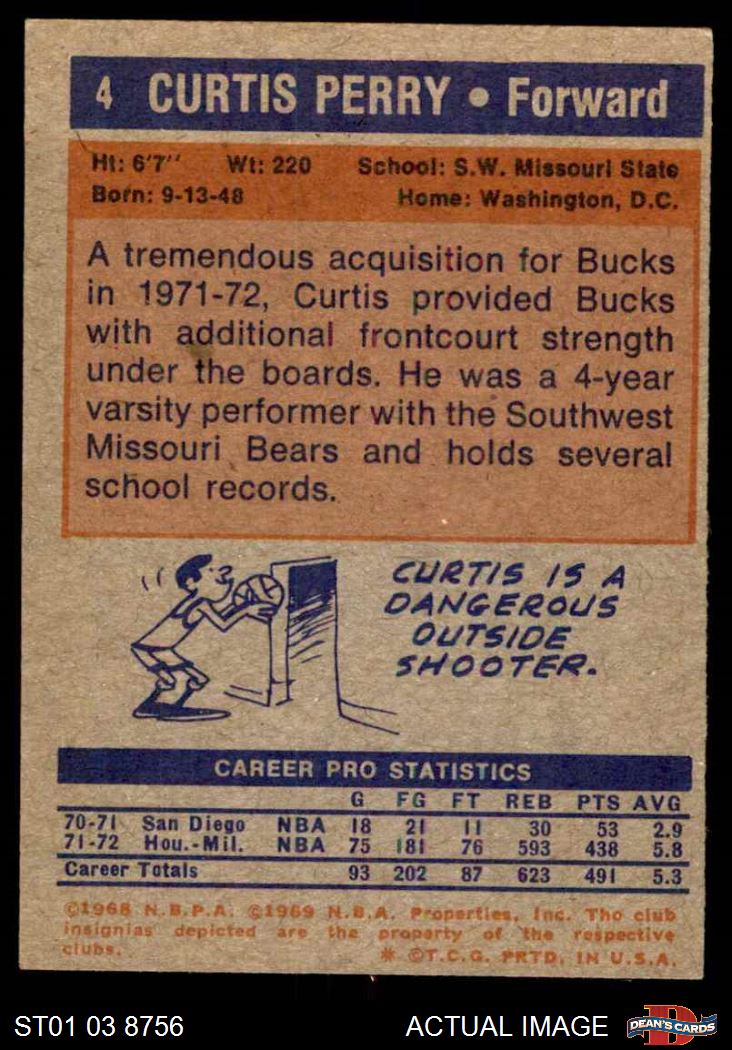 4 CURTIS PERRY • Forward
Ht: 6'7" Wt: 220 School: S.W. Missouri State
Born: 9-13-48 Home: Washington, D.C.
A tremendous acquisition for Bucks
in 1971-72, Curtis provided Bucks
with additional frontcourt strength
under the boards. He was a 4-year
varsity performer with the Southwest
Missouri Bears and holds several
school records.
CURTIS IS A
DANGEROUS
OUTSIDE
SHOOTER.
CAREER PRO STATISTICS
G FG FT REB PTS AVG
70-71 San Diego NBA 18 21 11 30 53 2.9
71-72 Hou.-Mil. NBA 75 181 76 593 438 5.8
Career Totals 93 202 87 623 491 5.3
©1968 N.B.P.A. ©1969 N.B.A. Properties, Inc. The club
insignias depicted are the property of the respective
clubs. * ©T.C.G. PRTD. IN U.S.A.
ST01 03 8756 ACTUAL IMAGE D DEAN'S CARDS